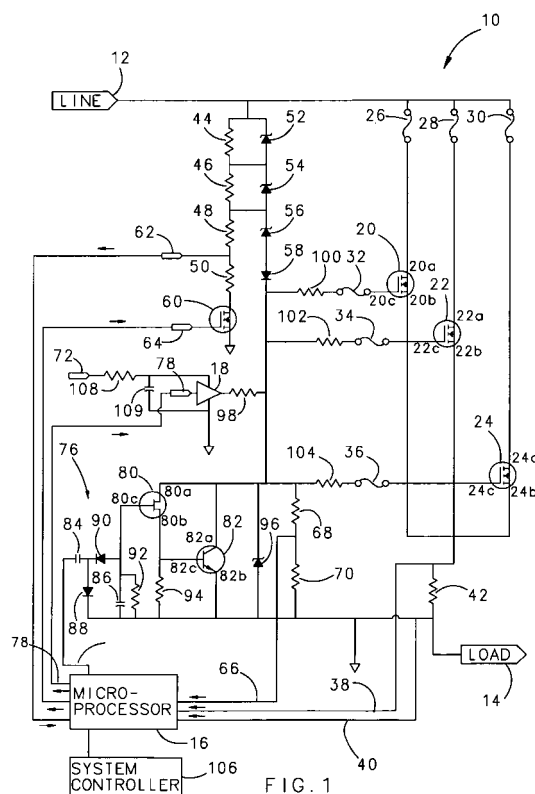 10
12
LINE
44
52
26
28
30
46
54
48
56
62
58
20
100
32
20a
50
20c
20b
22
60
22a
102
34
64
22c
22b
72
78
18
108
109
98
24
76
80
104
36
24a
80a
24c
24b
80c
80b
82
84
90
82a
96
68
92
82c
82b
86
94
70
42
88
78
66
38
LOAD
14
MICRO-
PROCESSOR
16
40
SYSTEM
CONTROLLER
106
FIG. 1